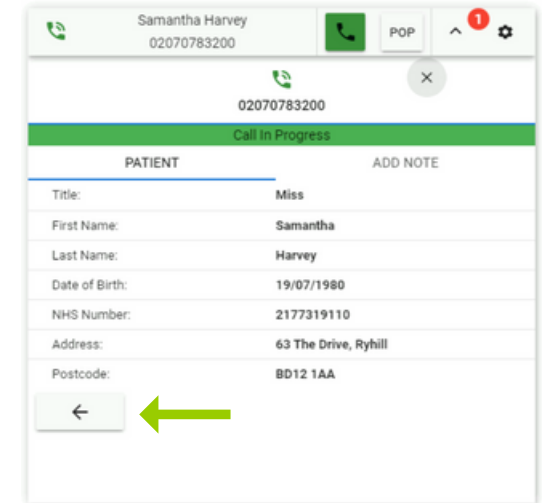 Samantha Harvey
02070783200
POP
1
02070783200
Call In Progress
PATIENT ADD NOTE
Title: Miss
First Name: Samantha
Last Name: Harvey
Date of Birth: 19/07/1980
NHS Number: 2177319110
Address: 63 The Drive, Ryhill
Postcode: BD12 1AA